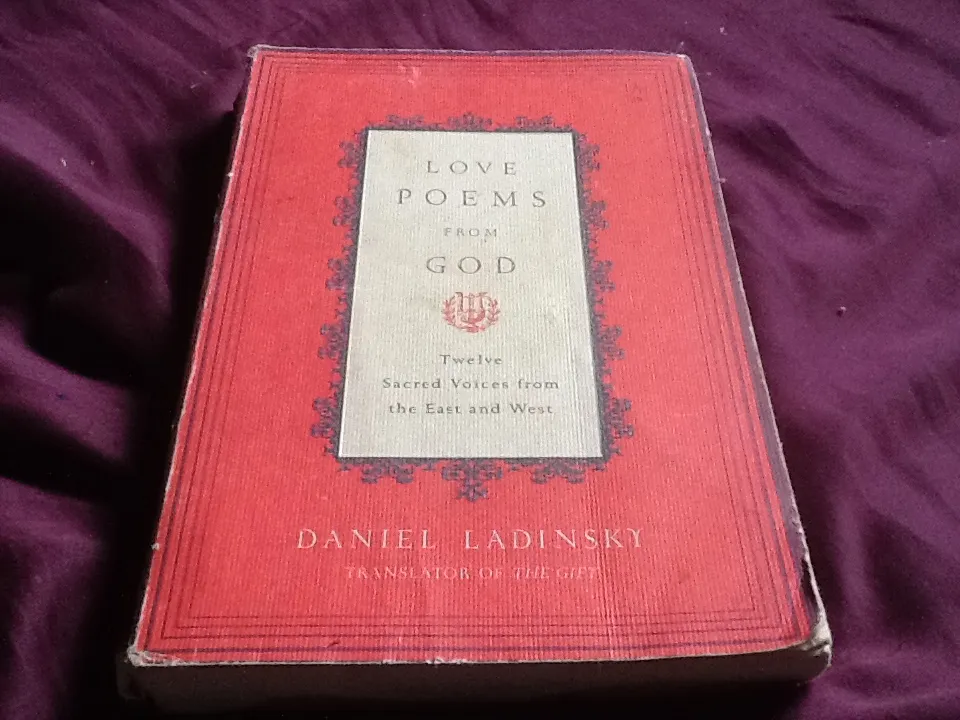 LOVE
POEMS
FROM
GOD
Twelve
Sacred Voices from
the East and West
DANIEL LADINSKY
TRANSLATOR OF THE GIFT